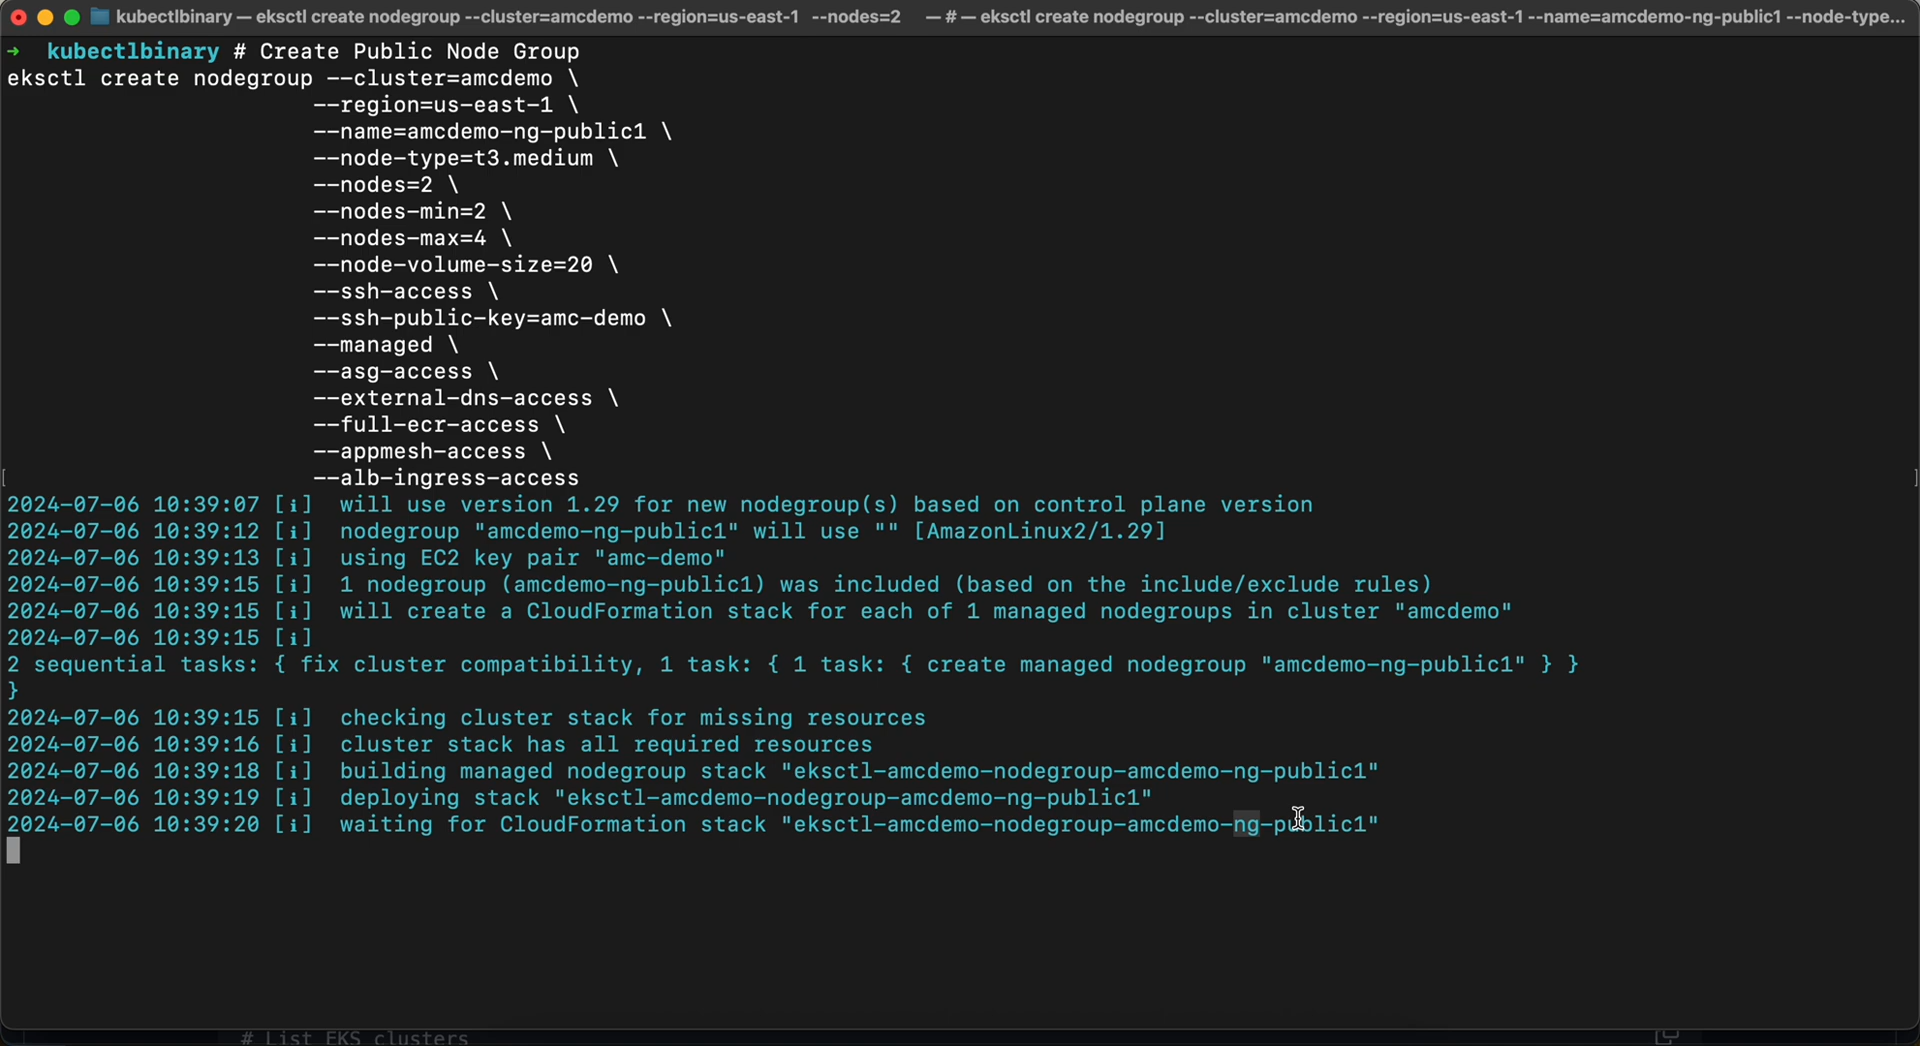 kubectlbinary — eksctl create nodegroup --cluster=amcdemo --region=us-east-1 --nodes=2 — # — eksctl create nodegroup --cluster=amcdemo --region=us-east-1 --name=amcdemo-ng-public1 --node-type...
→ kubectlbinary # Create Public Node Group
eksctl create nodegroup --cluster=amcdemo \
--region=us-east-1 \
--name=amcdemo-ng-public1 \
--node-type=t3.medium \
--nodes=2 \
--nodes-min=2 \
--nodes-max=4 \
--node-volume-size=20 \
--ssh-access \
--ssh-public-key=amc-demo \
--managed \
--asg-access \
--external-dns-access \
--full-ecr-access \
--appmesh-access \
--alb-ingress-access
2024-07-06 10:39:07 [ℹ]  will use version 1.29 for new nodegroup(s) based on control plane version
2024-07-06 10:39:12 [ℹ]  nodegroup "amcdemo-ng-public1" will use "" [AmazonLinux2/1.29]
2024-07-06 10:39:13 [ℹ]  using EC2 key pair "amc-demo"
2024-07-06 10:39:15 [ℹ]  1 nodegroup (amcdemo-ng-public1) was included (based on the include/exclude rules)
2024-07-06 10:39:15 [ℹ]  will create a CloudFormation stack for each of 1 managed nodegroups in cluster "amcdemo"
2024-07-06 10:39:15 [ℹ]
2 sequential tasks: { fix cluster compatibility, 1 task: { 1 task: { create managed nodegroup "amcdemo-ng-public1" } }
}
2024-07-06 10:39:15 [ℹ]  checking cluster stack for missing resources
2024-07-06 10:39:16 [ℹ]  cluster stack has all required resources
2024-07-06 10:39:18 [ℹ]  building managed nodegroup stack "eksctl-amcdemo-nodegroup-amcdemo-ng-public1"
2024-07-06 10:39:19 [ℹ]  deploying stack "eksctl-amcdemo-nodegroup-amcdemo-ng-public1"
2024-07-06 10:39:20 [ℹ]  waiting for CloudFormation stack "eksctl-amcdemo-nodegroup-amcdemo-ng-public1"
# List EKS clusters